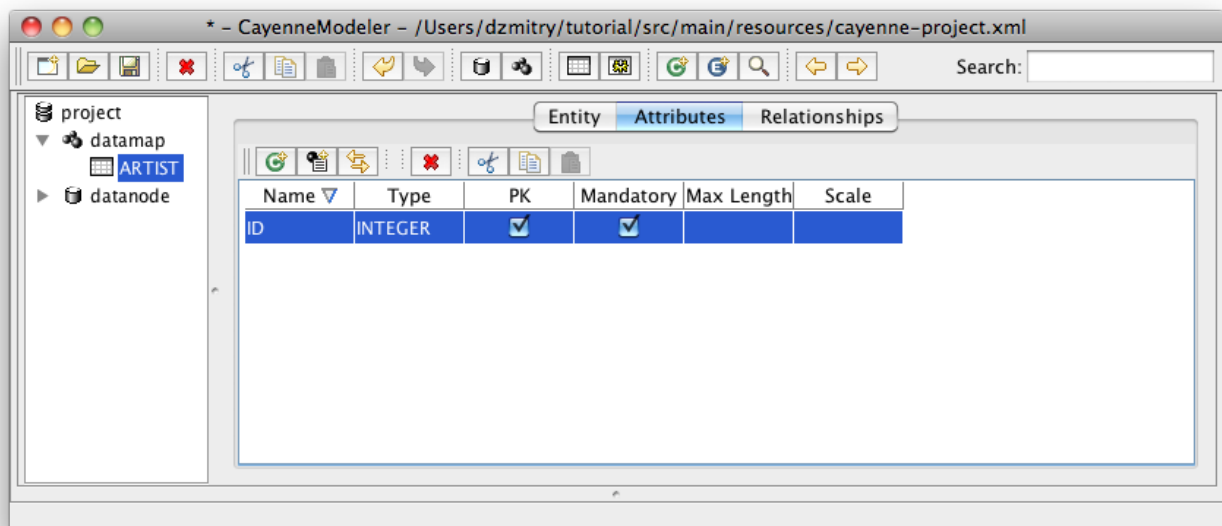 * – CayenneModeler – /Users/dzmitry/tutorial/src/main/resources/cayenne-project.xml
Search:
project
datamap
ARTIST
datanode
Entity Attributes Relationships
Name Type PK Mandatory Max Length Scale
ID INTEGER